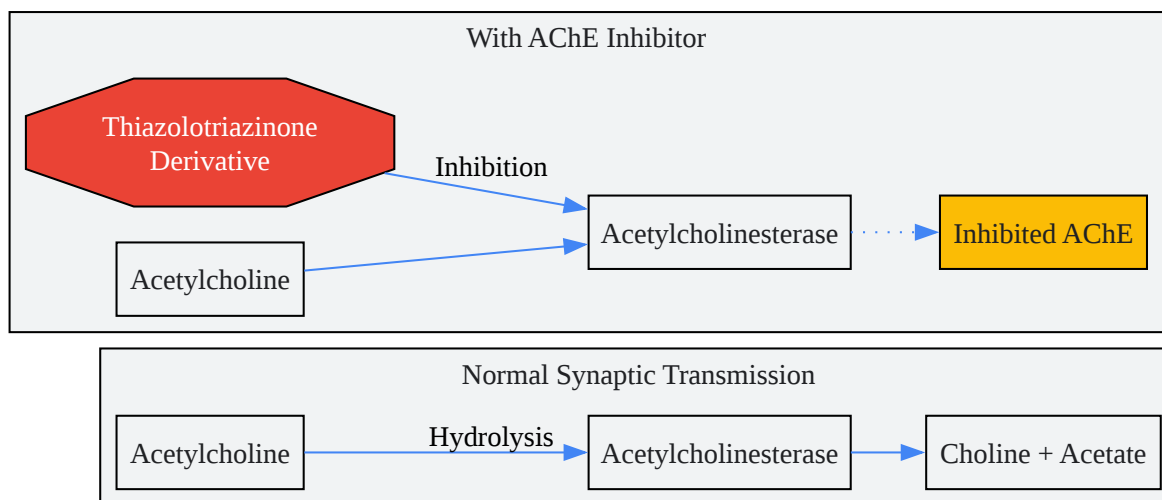 With AChE Inhibitor
Thiazolotriazinone
Derivative
Inhibition
Acetylcholinesterase
Inhibited AChE
Acetylcholine
Normal Synaptic Transmission
Acetylcholine
Hydrolysis
Acetylcholinesterase
Choline + Acetate